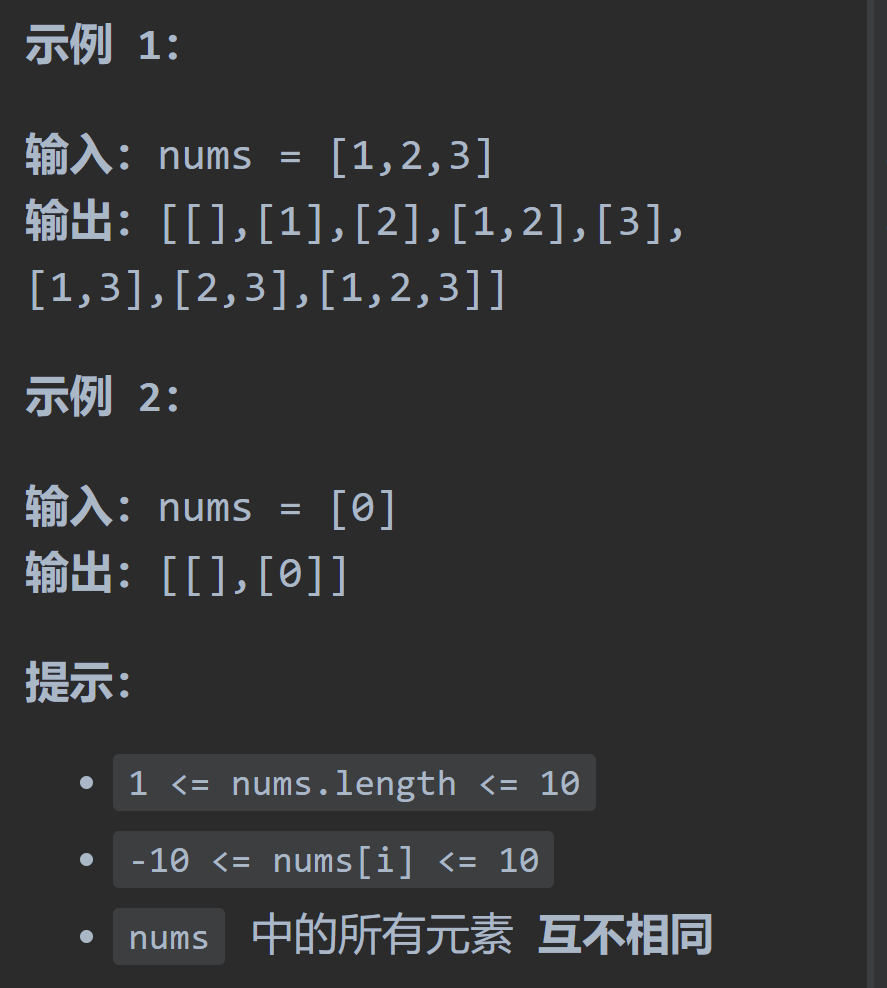 示例 1:
输入: nums = [1,2,3]
输出: [[],[1],[2],[1,2],[3],
[1,3],[2,3],[1,2,3]]
示例 2:
输入: nums = [0]
输出: [[],[0]]
提示:
1 <= nums.length <= 10
-10 <= nums[i] <= 10
nums 中的所有元素 互不相同